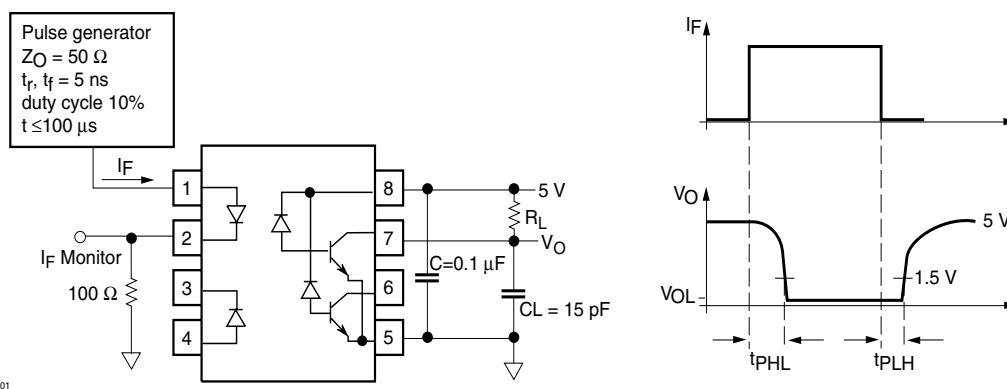 Pulse generator
ZO = 50 Ω
tr, tf = 5 ns
duty cycle 10%
t ≤100 μs
IF
1
2
3
4
IF Monitor
100 Ω
8
7
6
5
5 V
RL
VO
C=0.1 μF
CL = 15 pF
IF
VO
5 V
1.5 V
VOL
tPHL
tPLH
01